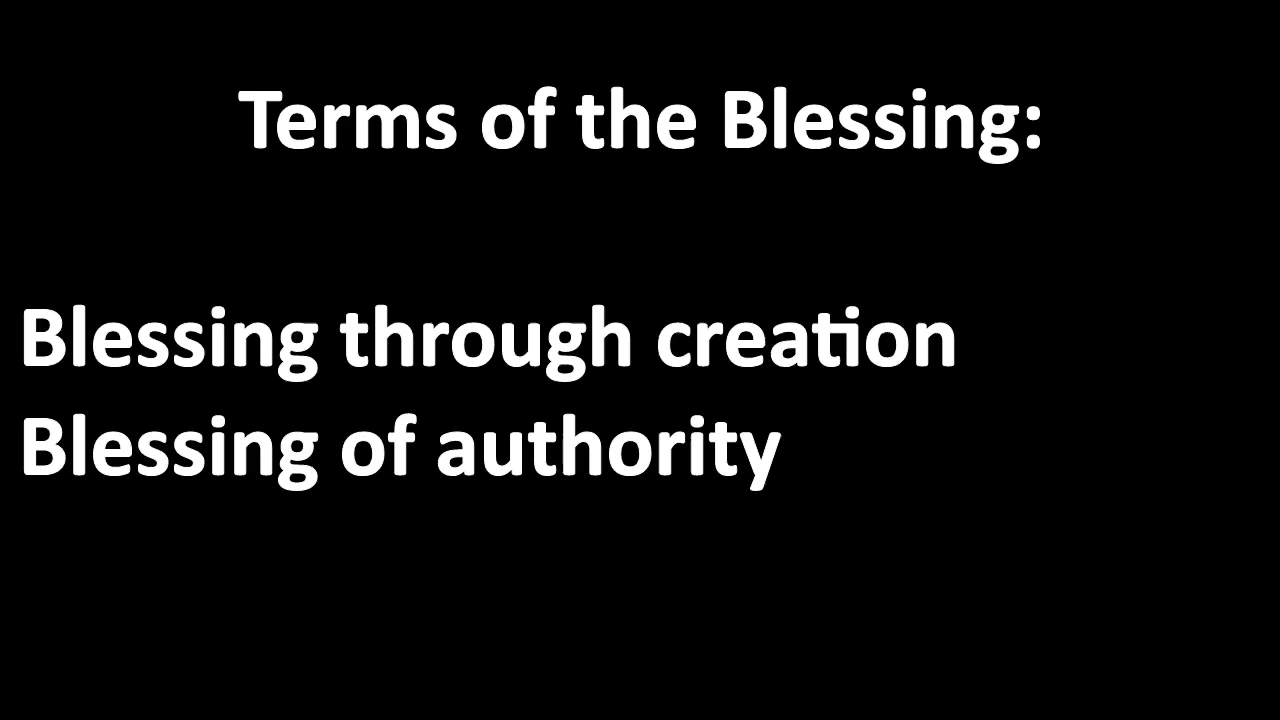 Terms of the Blessing:
Blessing through creation
Blessing of authority